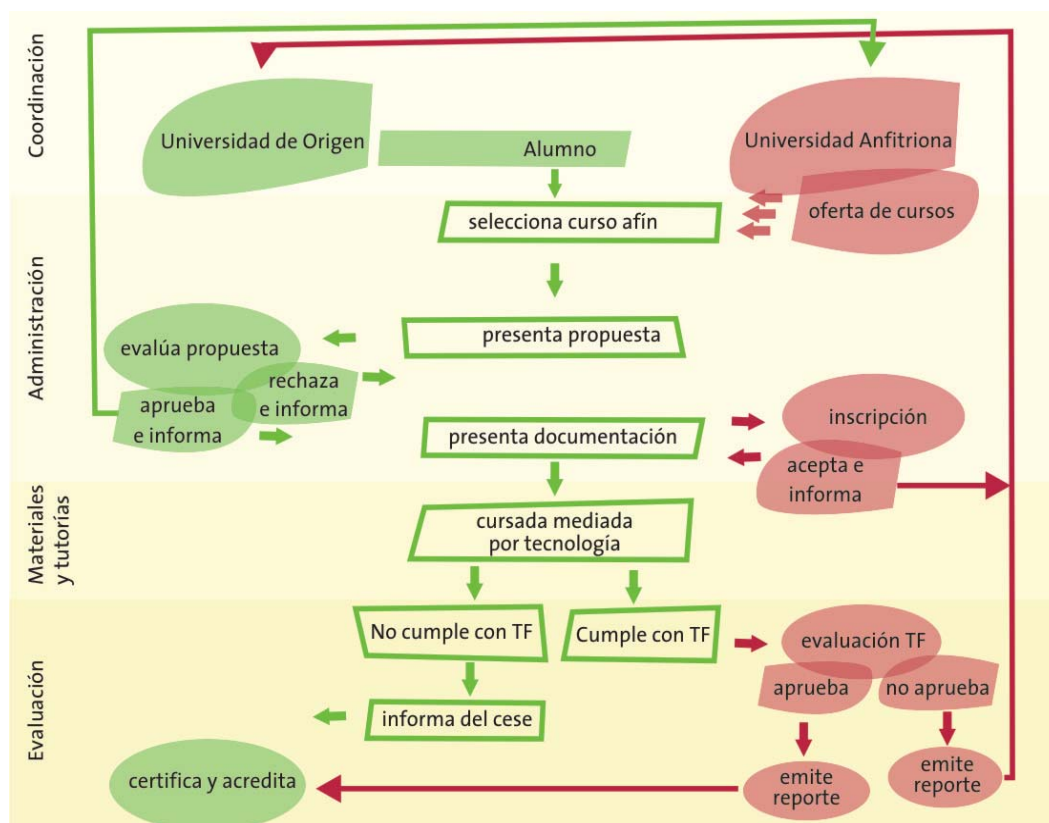 Coordinación
Universidad de Origen
Alumno
Universidad Anfitriona
oferta de cursos
selecciona curso afín
Administración
presenta propuesta
evalúa propuesta
rechaza
e informa
aprueba
e informa
presenta documentación
inscripción
acepta e
informa
Materiales
y tutorías
cursada mediada
por tecnología
Evaluación
No cumple con TF
Cumple con TF
evaluación TF
aprueba
no aprueba
informa del cese
certifica y acredita
emite
reporte
emite
reporte